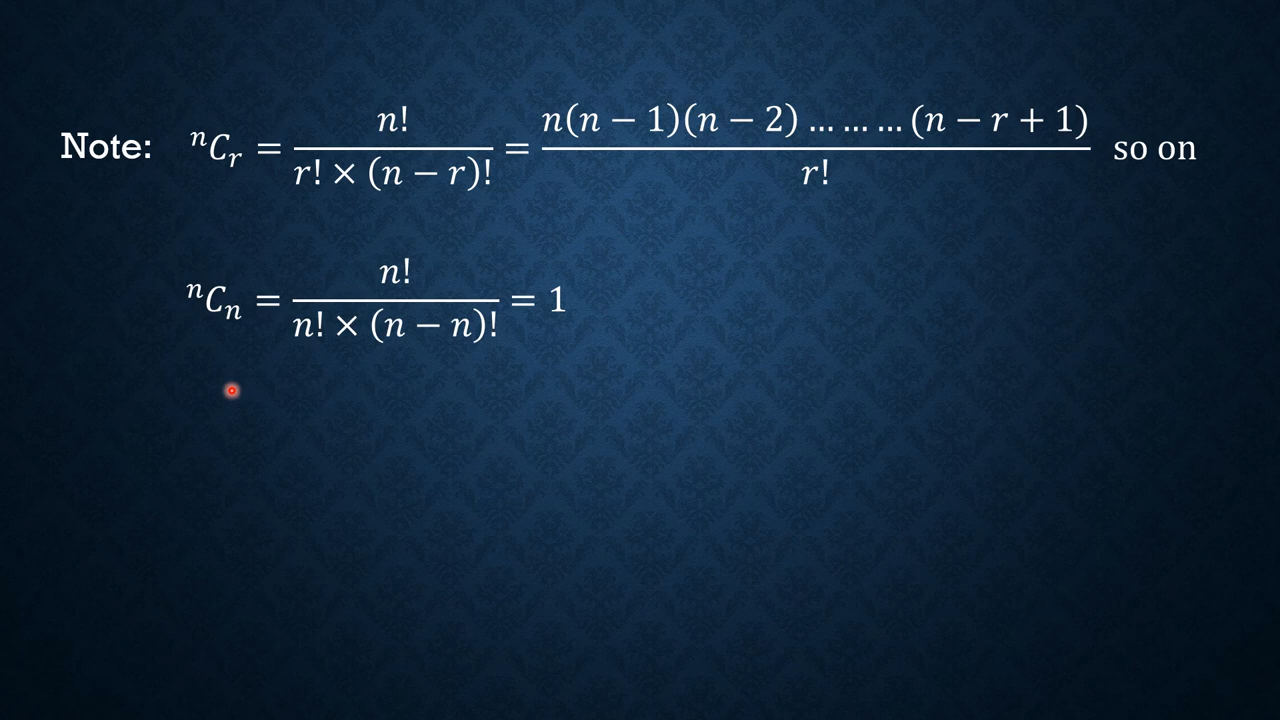 Note: ⁿCᵣ = n! / (r! × (n − r)!) = n(n − 1)(n − 2) ... ... ... (n − r + 1) / r! so on
ⁿCₙ = n! / (n! × (n − n)!) = 1